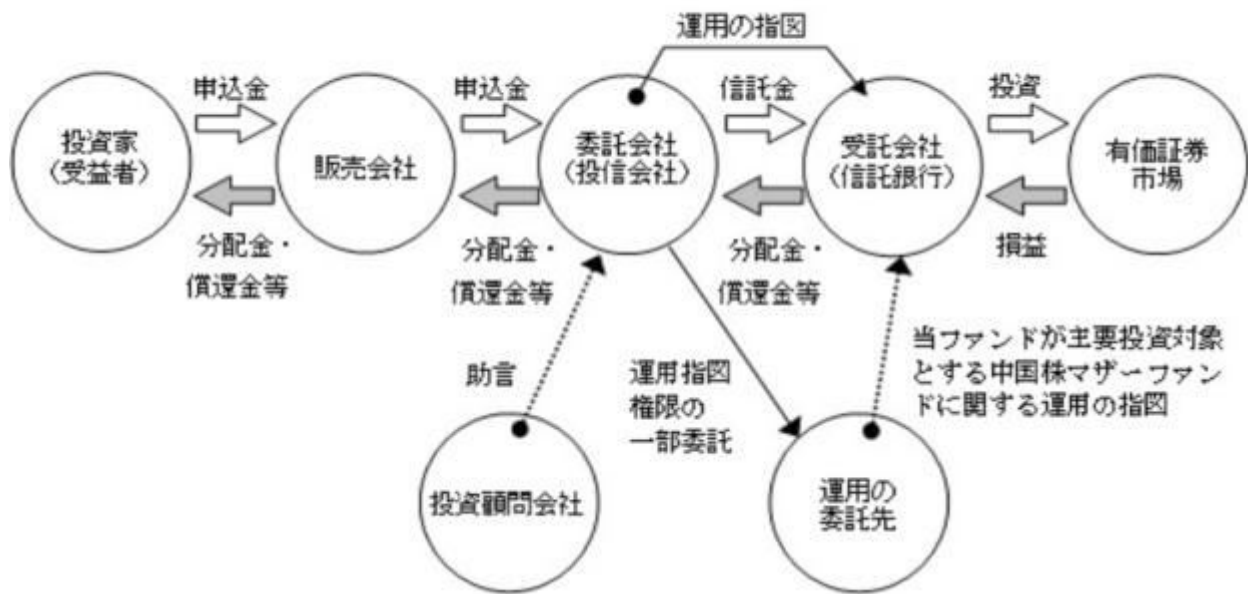 運用の指図
申込金
申込金
信託金
投資
投資家
〈受益者〉
販売会社
委託会社
〈投信会社〉
受託会社
〈信託銀行〉
有価証券
市場
分配金・
償還金等
分配金・
償還金等
分配金・
償還金等
損益
助言
運用指図
権限の
一部委託
当ファンドが主要投資対象
とする中国株マザーファン
ドに関する運用の指図
投資顧問会社
運用の
委託先